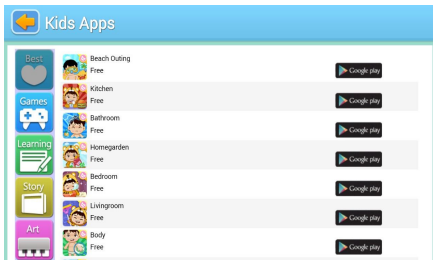 Kids Apps
Best
Games
Learning
Story
Art
Beach Outing
Free
Google play
Kitchen
Free
Google play
Bathroom
Free
Google play
Homegarden
Free
Google play
Bedroom
Free
Google play
Livingroom
Free
Google play
Body
Free
Google play